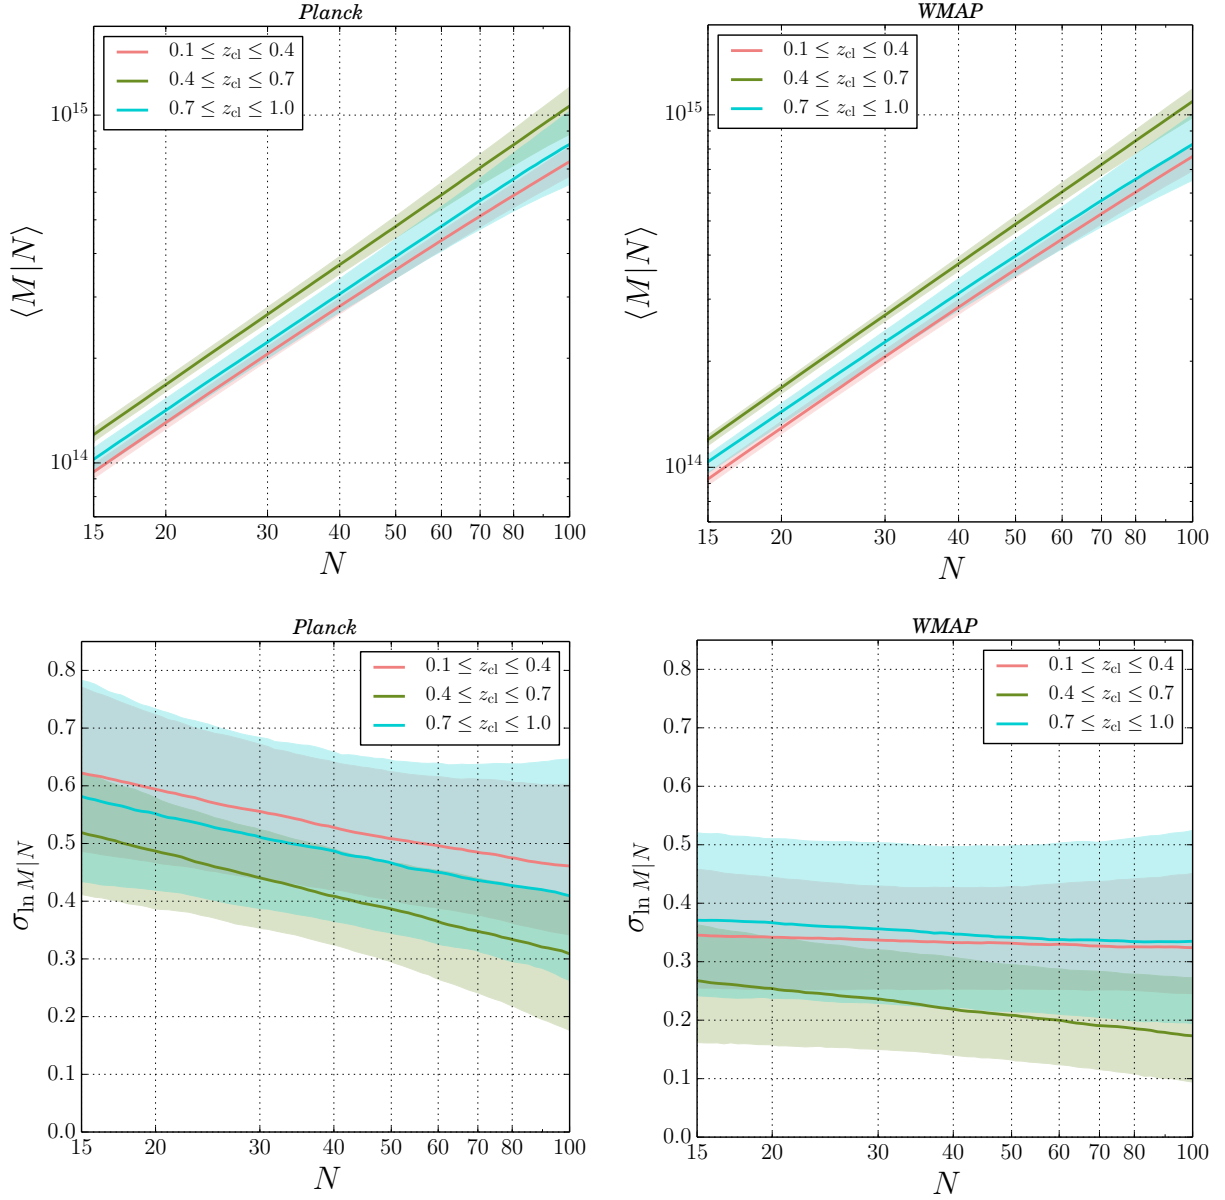 Planck
0.1 ≤ z_cl ≤ 0.4
0.4 ≤ z_cl ≤ 0.7
0.7 ≤ z_cl ≤ 1.0
10^15
10^14
⟨M|N⟩
15 20 30 40 50 60 70 80 100
N
WMAP
0.1 ≤ z_cl ≤ 0.4
0.4 ≤ z_cl ≤ 0.7
0.7 ≤ z_cl ≤ 1.0
10^15
10^14
⟨M|N⟩
15 20 30 40 50 60 70 80 100
N
Planck
0.1 ≤ z_cl ≤ 0.4
0.4 ≤ z_cl ≤ 0.7
0.7 ≤ z_cl ≤ 1.0
0.8
0.7
0.6
0.5
0.4
0.3
0.2
0.1
0.0
σ_ln M|N
15 20 30 40 50 60 70 80 100
N
WMAP
0.1 ≤ z_cl ≤ 0.4
0.4 ≤ z_cl ≤ 0.7
0.7 ≤ z_cl ≤ 1.0
0.8
0.7
0.6
0.5
0.4
0.3
0.2
0.1
0.0
σ_ln M|N
15 20 30 40 50 60 70 80 100
N